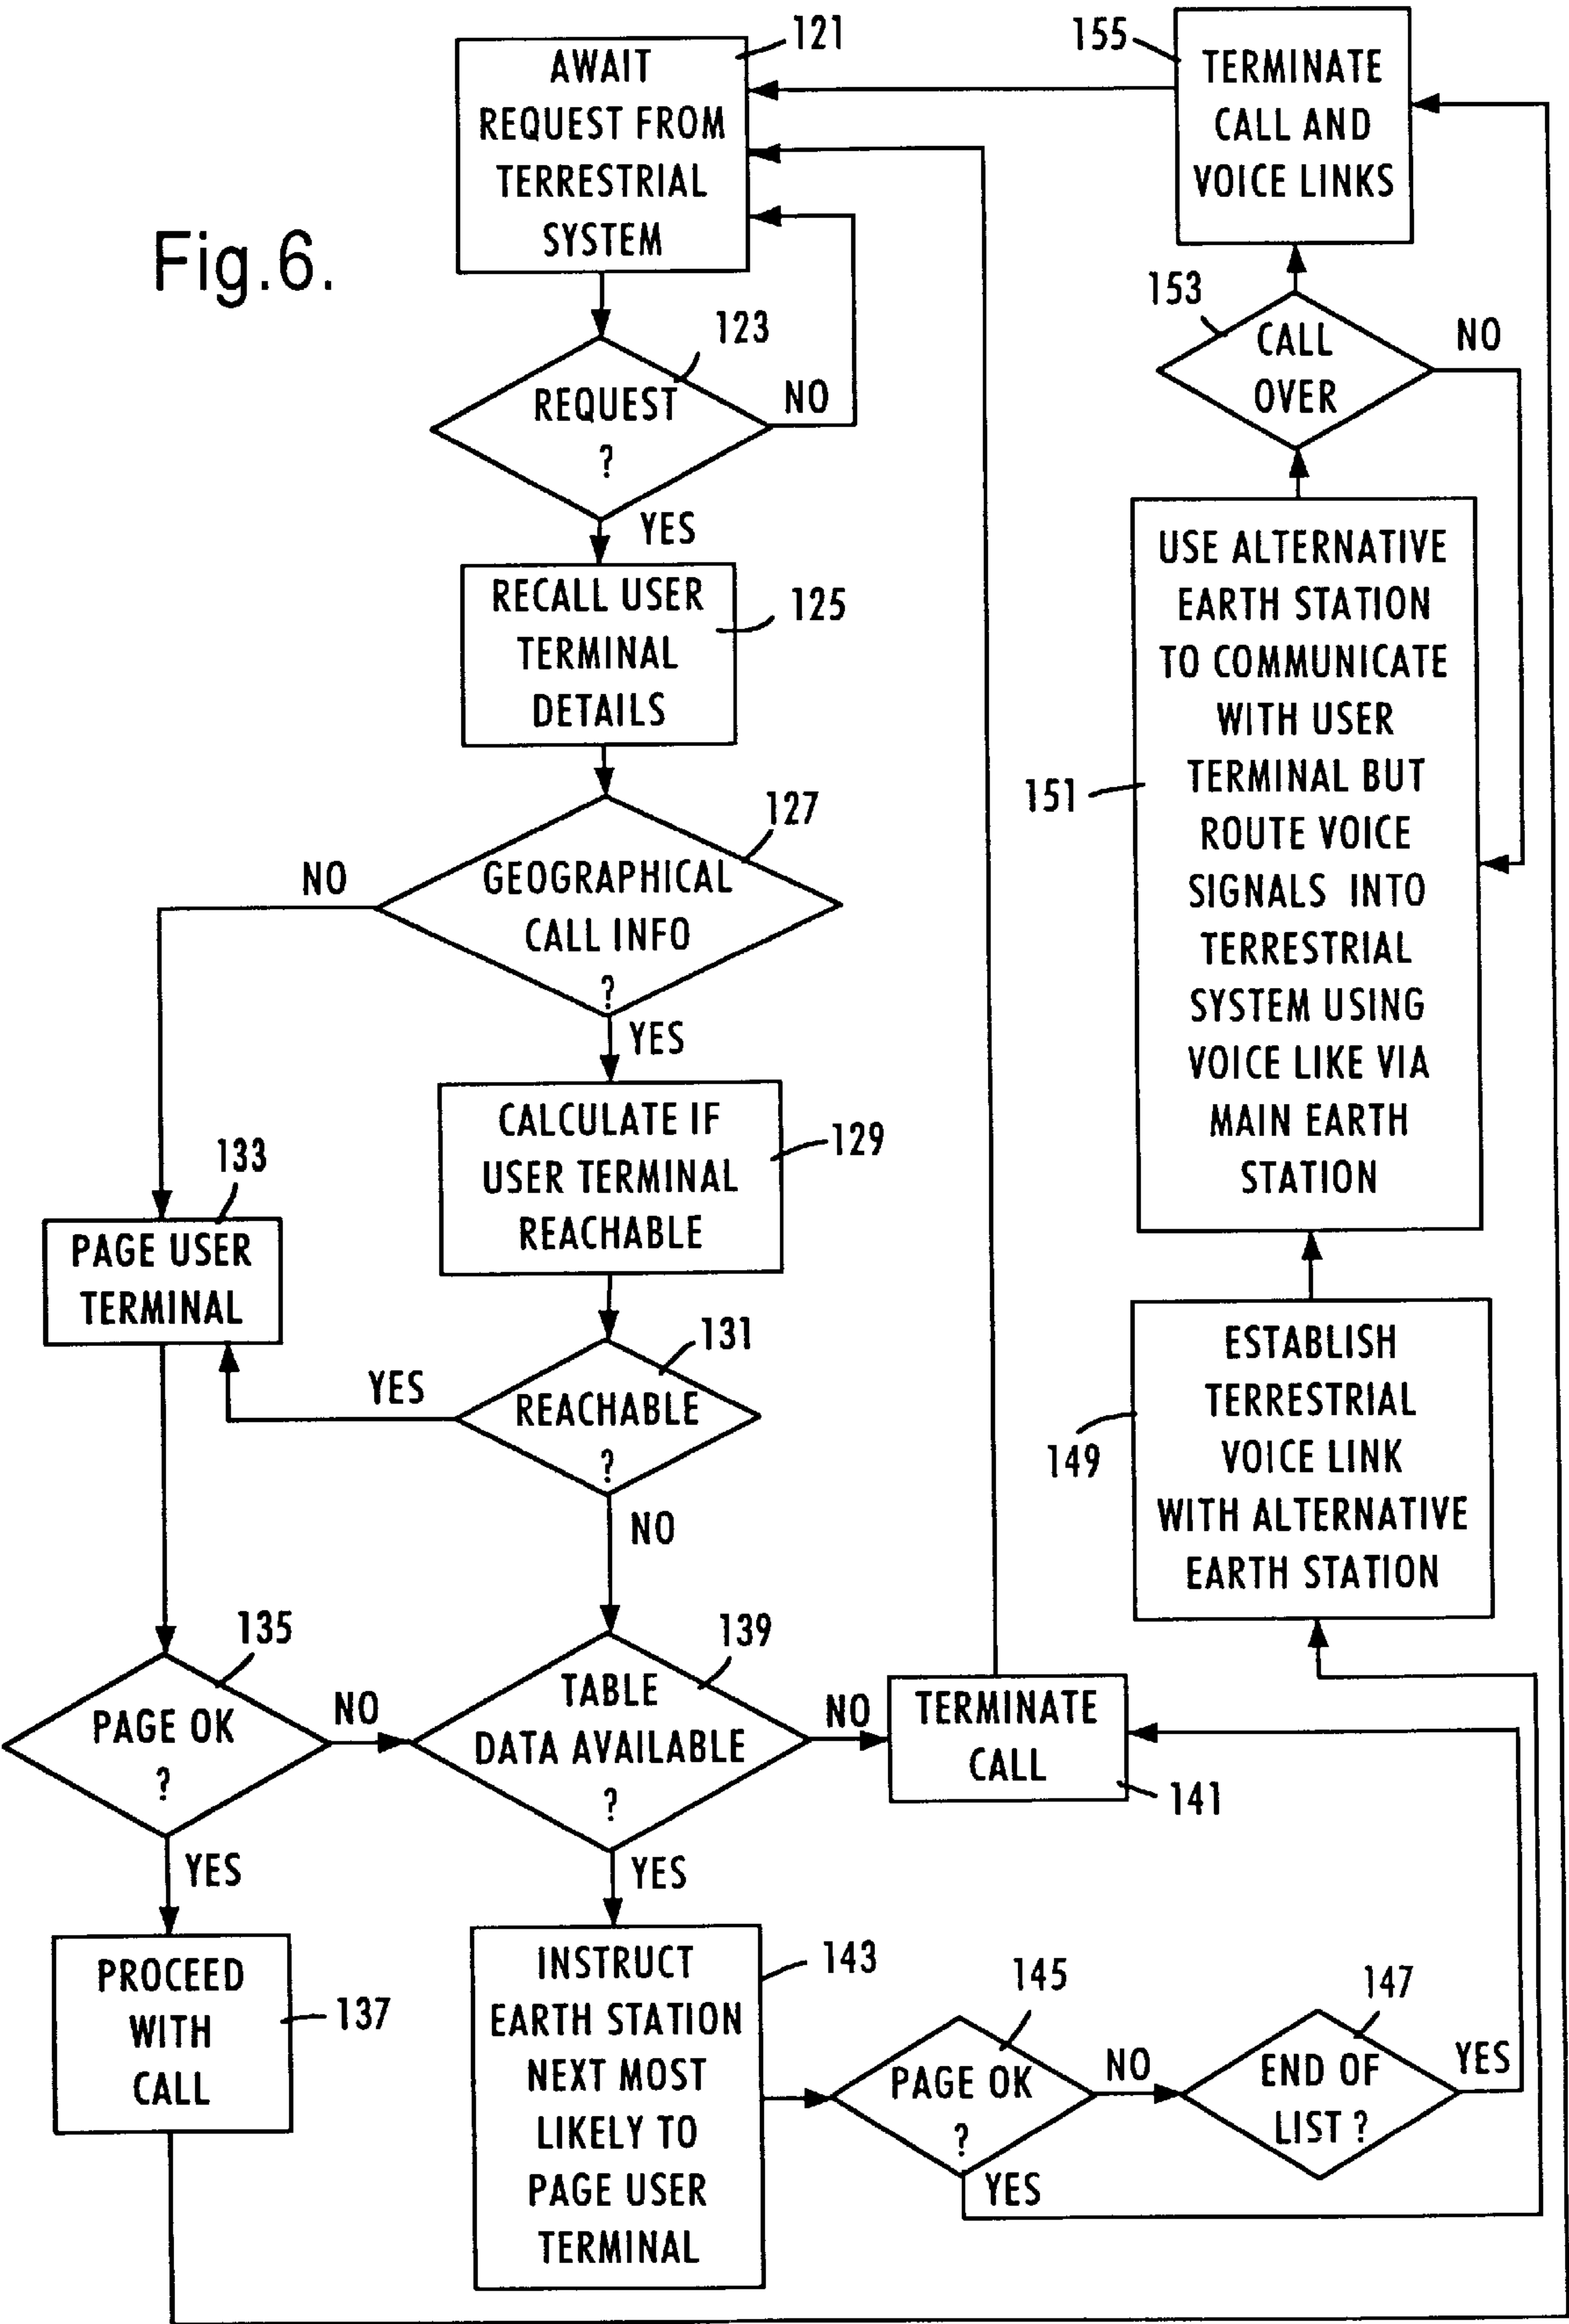 Fig.6.
121
AWAIT
REQUEST FROM
TERRESTRIAL
SYSTEM
123
REQUEST
?
NO
YES
RECALL USER
TERMINAL
DETAILS
125
127
GEOGRAPHICAL
CALL INFO
?
NO
YES
CALCULATE IF
USER TERMINAL
REACHABLE
129
133
PAGE USER
TERMINAL
131
REACHABLE
?
YES
NO
135
PAGE OK
?
NO
YES
PROCEED
WITH
CALL
137
139
TABLE
DATA AVAILABLE
?
NO
YES
TERMINATE
CALL
141
INSTRUCT
EARTH STATION
NEXT MOST
LIKELY TO
PAGE USER
TERMINAL
143
145
PAGE OK
?
NO
YES
147
END OF
LIST ?
YES
149
ESTABLISH
TERRESTRIAL
VOICE LINK
WITH ALTERNATIVE
EARTH STATION
151
USE ALTERNATIVE
EARTH STATION
TO COMMUNICATE
WITH USER
TERMINAL BUT
ROUTE VOICE
SIGNALS INTO
TERRESTRIAL
SYSTEM USING
VOICE LIKE VIA
MAIN EARTH
STATION
153
CALL
OVER
NO
155
TERMINATE
CALL AND
VOICE LINKS